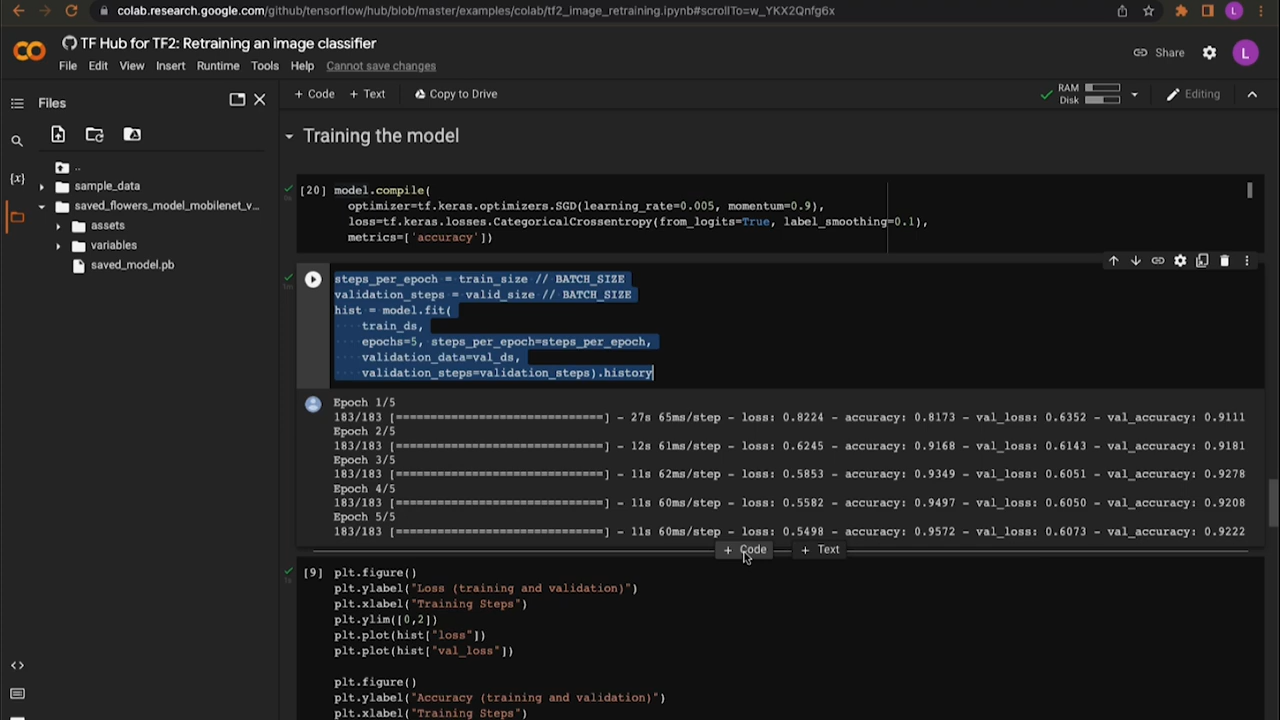 colab.research.google.com/github/tensorflow/hub/blob/master/examples/colab/tf2_image_retraining.ipynb#scrollTo=w_YKX2Qnfg6x
L
TF Hub for TF2: Retraining an image classifier
File Edit View Insert Runtime Tools Help Cannot save changes
Share
L
Files
+ Code + Text Copy to Drive
RAM
Disk
Editing
..
sample_data
saved_flowers_model_mobilenet_v...
assets
variables
saved_model.pb
Training the model
[20] model.compile(
optimizer=tf.keras.optimizers.SGD(learning_rate=0.005, momentum=0.9),
loss=tf.keras.losses.CategoricalCrossentropy(from_logits=True, label_smoothing=0.1),
metrics=['accuracy'])
steps_per_epoch = train_size // BATCH_SIZE
validation_steps = valid_size // BATCH_SIZE
hist = model.fit(
train_ds,
epochs=5, steps_per_epoch=steps_per_epoch,
validation_data=val_ds,
validation_steps=validation_steps).history
Epoch 1/5
183/183 [==============================] - 27s 65ms/step - loss: 0.8224 - accuracy: 0.8173 - val_loss: 0.6352 - val_accuracy: 0.9111
Epoch 2/5
183/183 [==============================] - 12s 61ms/step - loss: 0.6245 - accuracy: 0.9168 - val_loss: 0.6143 - val_accuracy: 0.9181
Epoch 3/5
183/183 [==============================] - 11s 62ms/step - loss: 0.5853 - accuracy: 0.9349 - val_loss: 0.6051 - val_accuracy: 0.9278
Epoch 4/5
183/183 [==============================] - 11s 60ms/step - loss: 0.5582 - accuracy: 0.9497 - val_loss: 0.6050 - val_accuracy: 0.9208
Epoch 5/5
183/183 [==============================] - 11s 60ms/step - loss: 0.5498 - accuracy: 0.9572 - val_loss: 0.6073 - val_accuracy: 0.9222
+ Code + Text
[9] plt.figure()
plt.ylabel("Loss (training and validation)")
plt.xlabel("Training Steps")
plt.ylim([0,2])
plt.plot(hist["loss"])
plt.plot(hist["val_loss"])
plt.figure()
plt.ylabel("Accuracy (training and validation)")
plt.xlabel("Training Steps")